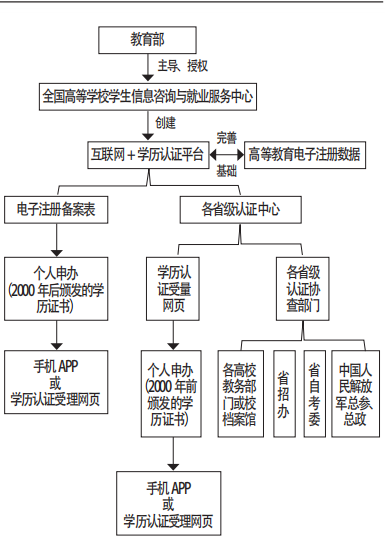 教育部
主导、授权
全国高等学校学生信息咨询与就业服务中心
创建
互联网+学历认证平台
完善
基础
高等教育电子注册数据
电子注册备案表
各省级认证中心
个人申办
(2000 年后颁发的学
历证书)
学历认
证受量
网页
各省级
认证协
查部门
手机 APP
或
学历认证受理网页
个人申办
(2000 年前
颁发的学
历证书)
各高校
教务部
门或校
档案馆
省
招
办
省
自
考
委
中国人
民解放
军总参、
总政
手机 APP
或
学历认证受理网页